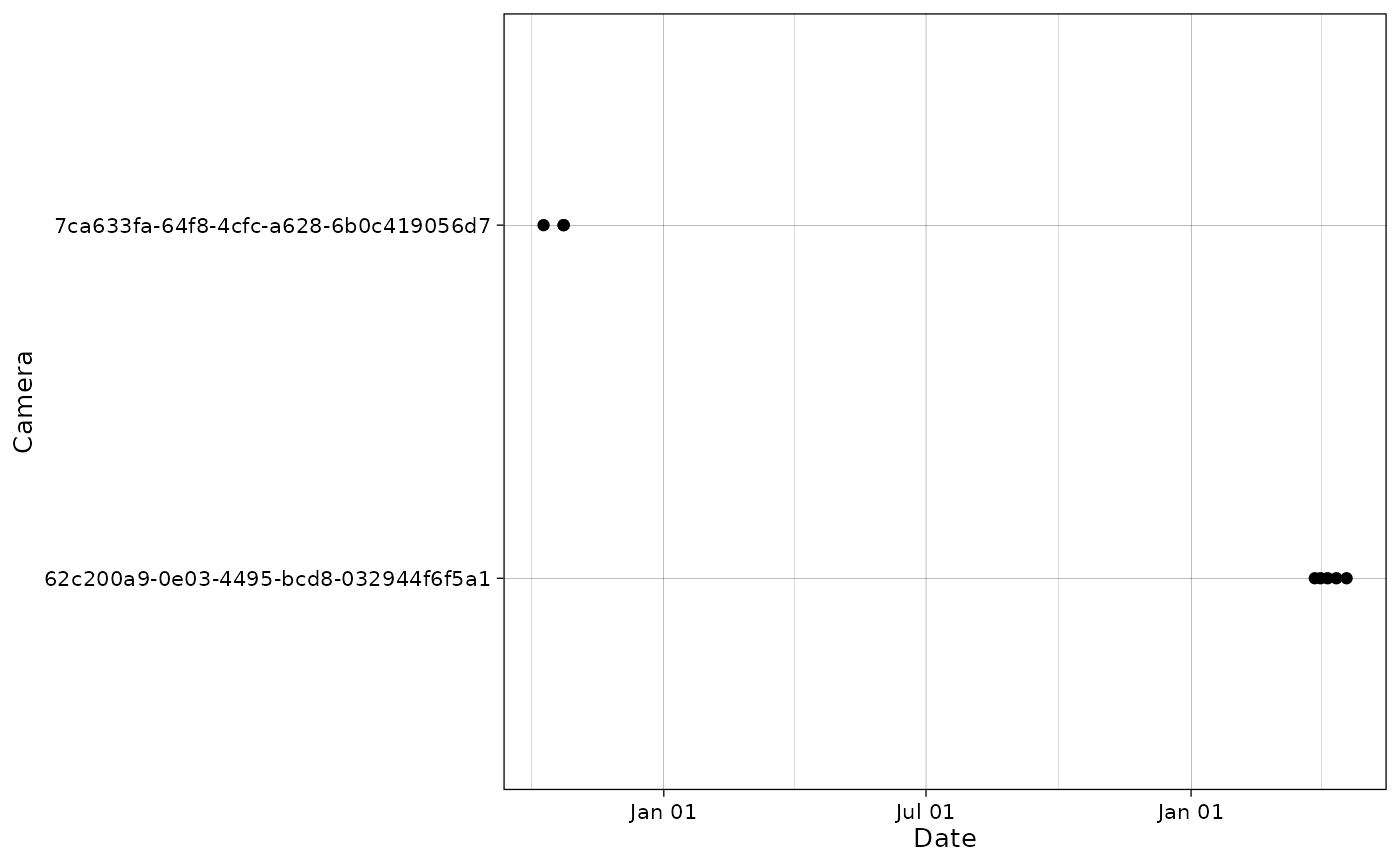 7ca633fa-64f8-4cfc-a628-6b0c419056d7
Camera
62c200a9-0e03-4495-bcd8-032944f6f5a1
Jan 01 Jul 01 Jan 01
Date